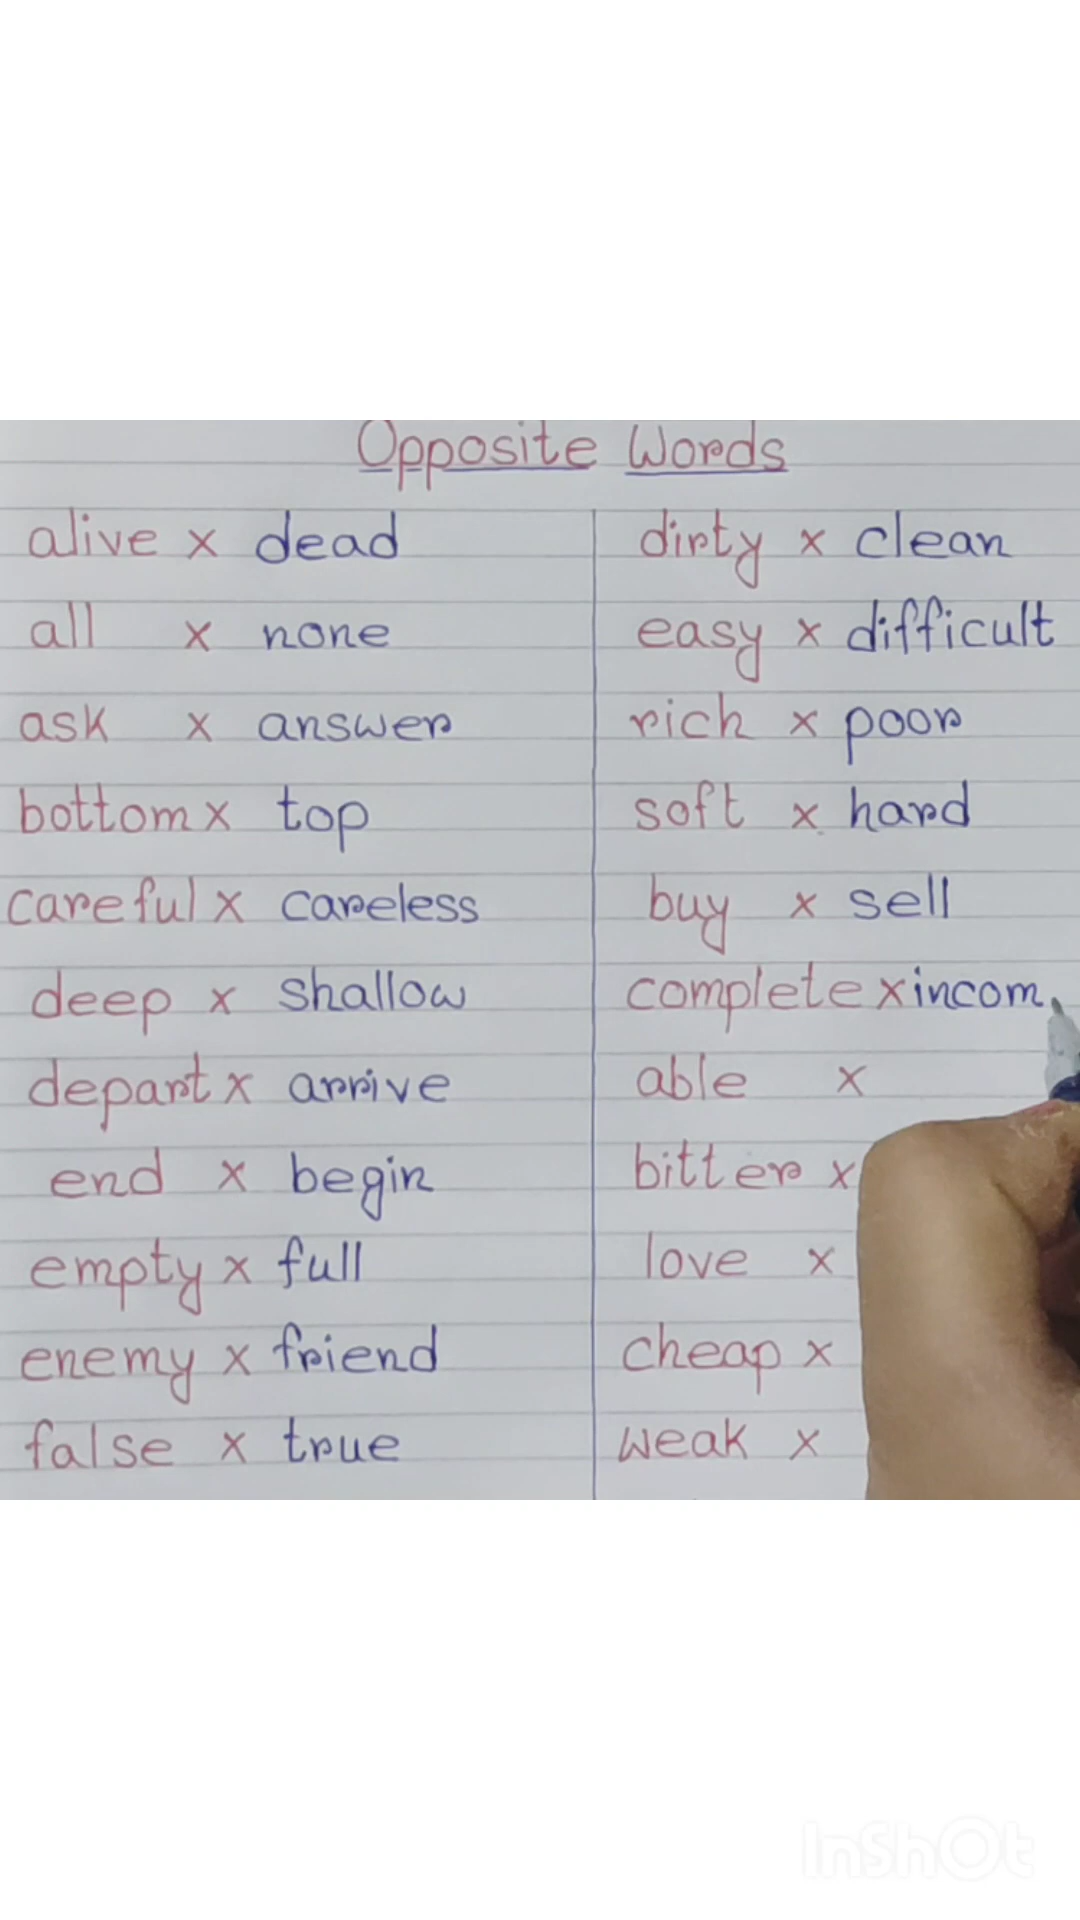 Opposite Words
alive x dead
all x none
ask x answer
bottom x top
careful x careless
deep x shallow
depart x arrive
end x begin
empty x full
enemy x friend
false x true
dirty x clean
easy x difficult
rich x poor
soft x hard
buy x sell
complete x incom
able x
bitter x
love x
cheap x
weak x
InShOt